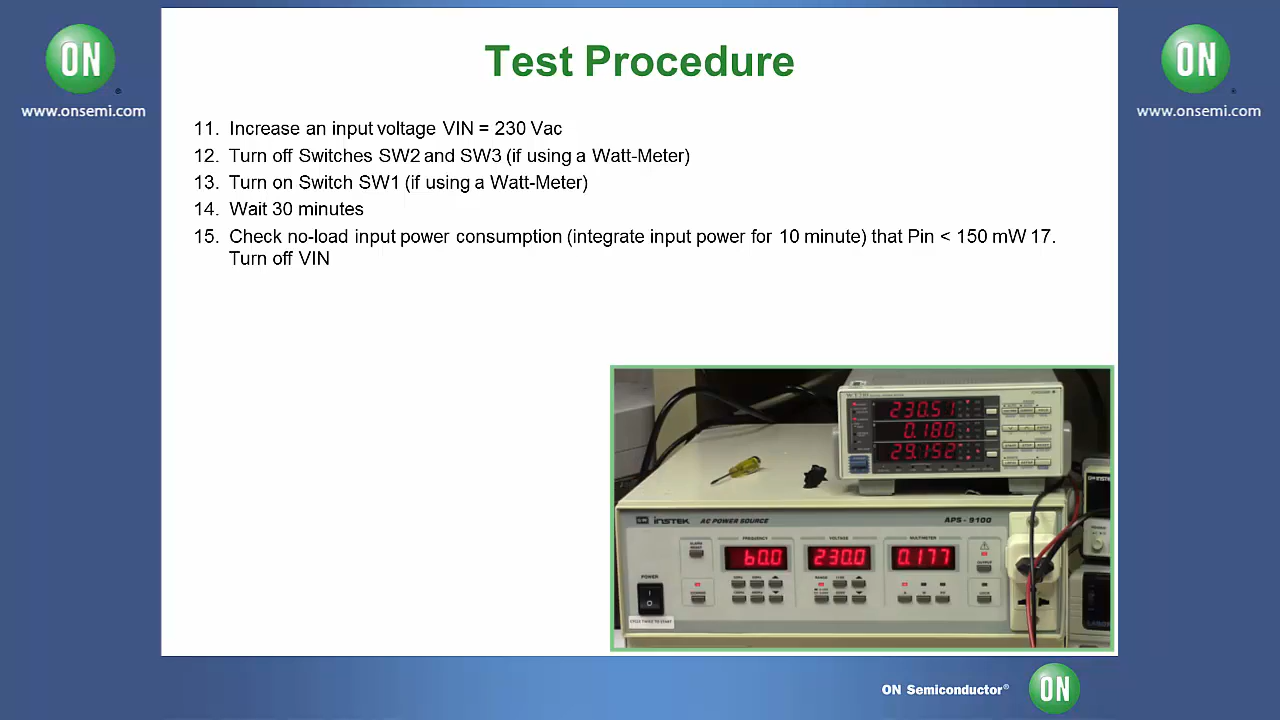 ON
www.onsemi.com
Test Procedure
ON
www.onsemi.com
11. Increase an input voltage VIN = 230 Vac
12. Turn off Switches SW2 and SW3 (if using a Watt-Meter)
13. Turn on Switch SW1 (if using a Watt-Meter)
14. Wait 30 minutes
15. Check no-load input power consumption (integrate input power for 10 minute) that Pin < 150 mW 17.
Turn off VIN
230.51
0.180
29.152
INSTEK AC POWER SOURCE APS-9100
FREQUENCY VOLTAGE MULTIMETER
60.0 230.0 0.177
POWER
OUTPUT
ON Semiconductor®
ON